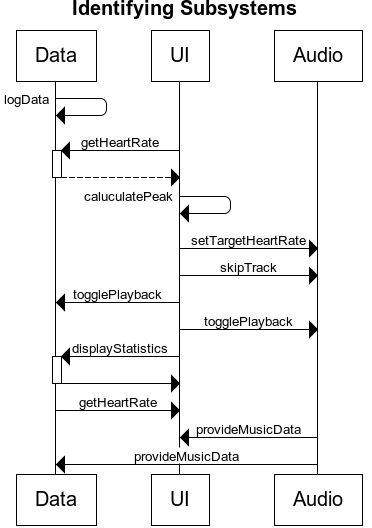 Identifying Subsystems
Data UI Audio
logData
getHeartRate
caluculatePeak
setTargetHeartRate
skipTrack
togglePlayback
togglePlayback
displayStatistics
getHeartRate
provideMusicData
provideMusicData
Data UI Audio